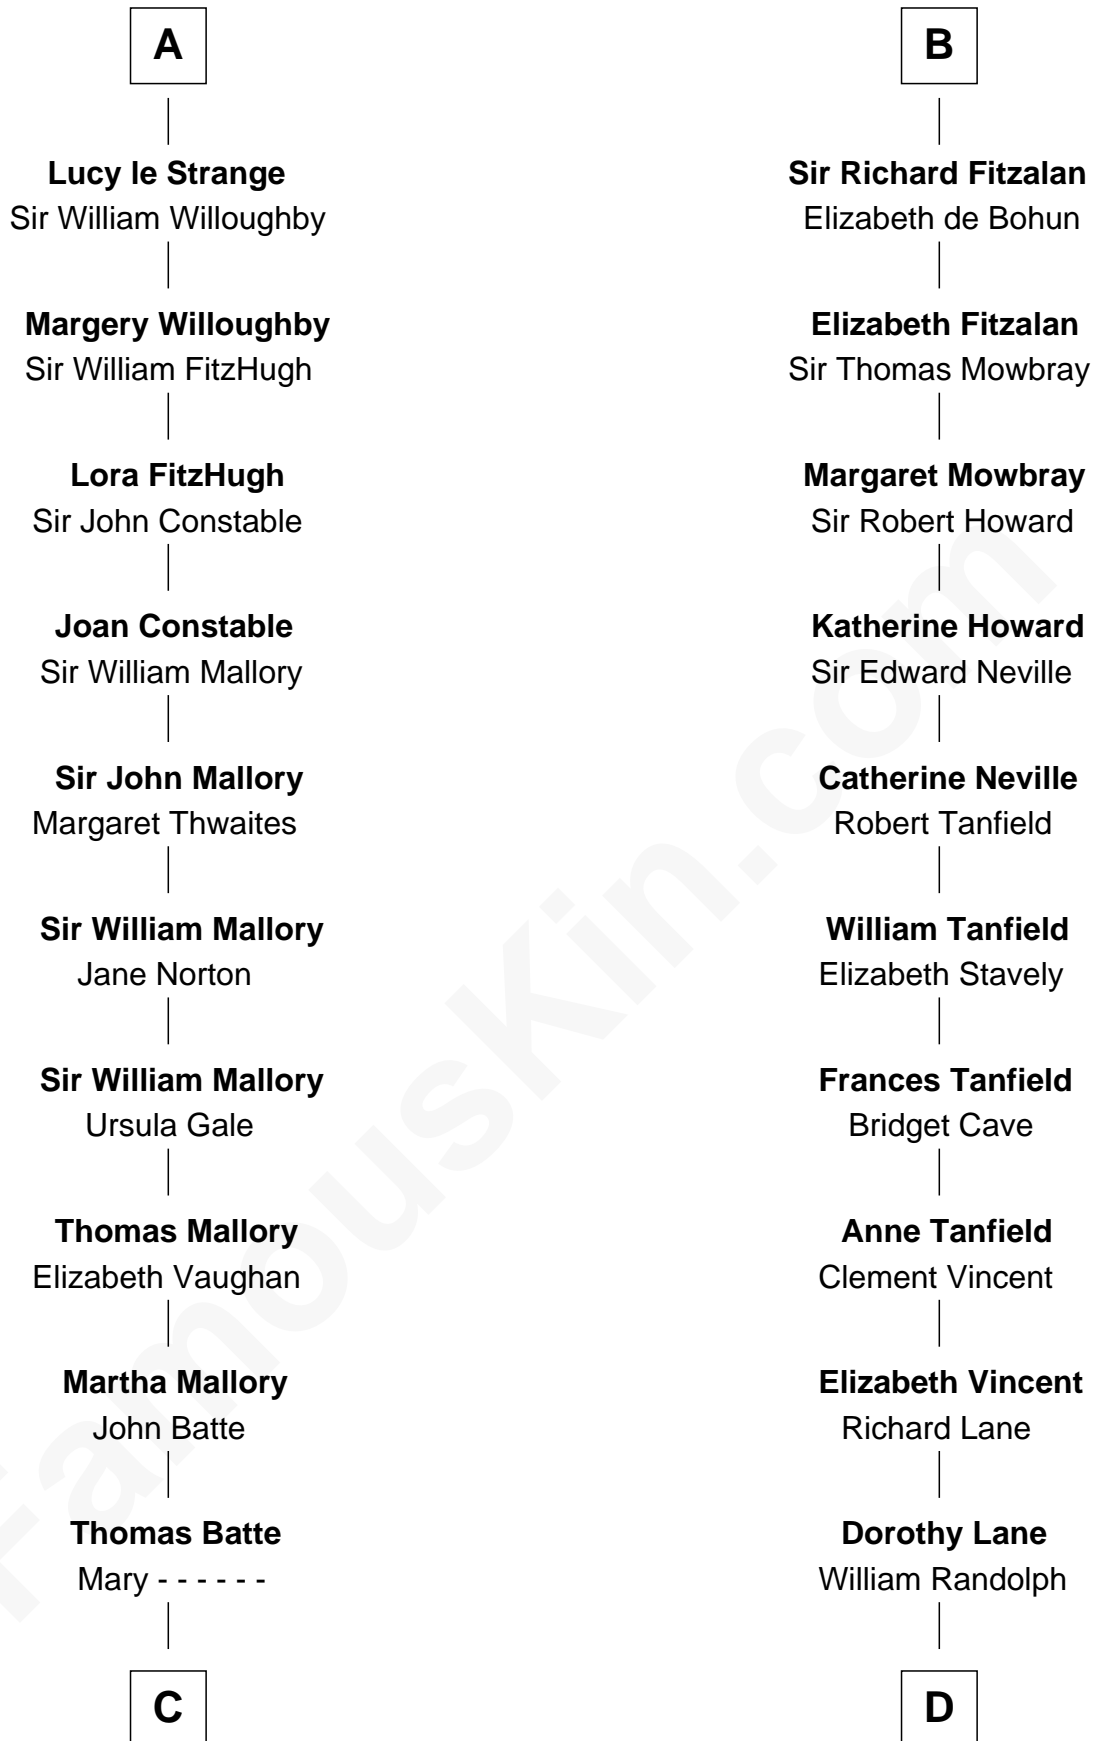 A
Lucy le Strange
Sir William Willoughby
Margery Willoughby
Sir William FitzHugh
Lora FitzHugh
Sir John Constable
Joan Constable
Sir William Mallory
Sir John Mallory
Margaret Thwaites
Sir William Mallory
Jane Norton
Sir William Mallory
Ursula Gale
Thomas Mallory
Elizabeth Vaughan
Martha Mallory
John Batte
Thomas Batte
Mary - - - - - -
C
B
Sir Richard Fitzalan
Elizabeth de Bohun
Elizabeth Fitzalan
Sir Thomas Mowbray
Margaret Mowbray
Sir Robert Howard
Katherine Howard
Sir Edward Neville
Catherine Neville
Robert Tanfield
William Tanfield
Elizabeth Stavely
Frances Tanfield
Bridget Cave
Anne Tanfield
Clement Vincent
Elizabeth Vincent
Richard Lane
Dorothy Lane
William Randolph
D
FamousKin.com